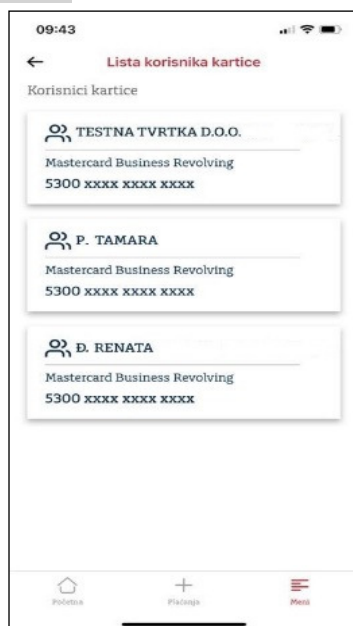 09:43
Lista korisnika kartice
Korisnici kartice
TESTNA TVRTKA D.O.O.
Mastercard Business Revolving
5300 xxxx xxxx xxxx
P. TAMARA
Mastercard Business Revolving
5300 xxxx xxxx xxxx
Đ. RENATA
Mastercard Business Revolving
5300 xxxx xxxx xxxx
Početna Plaćanja Meni